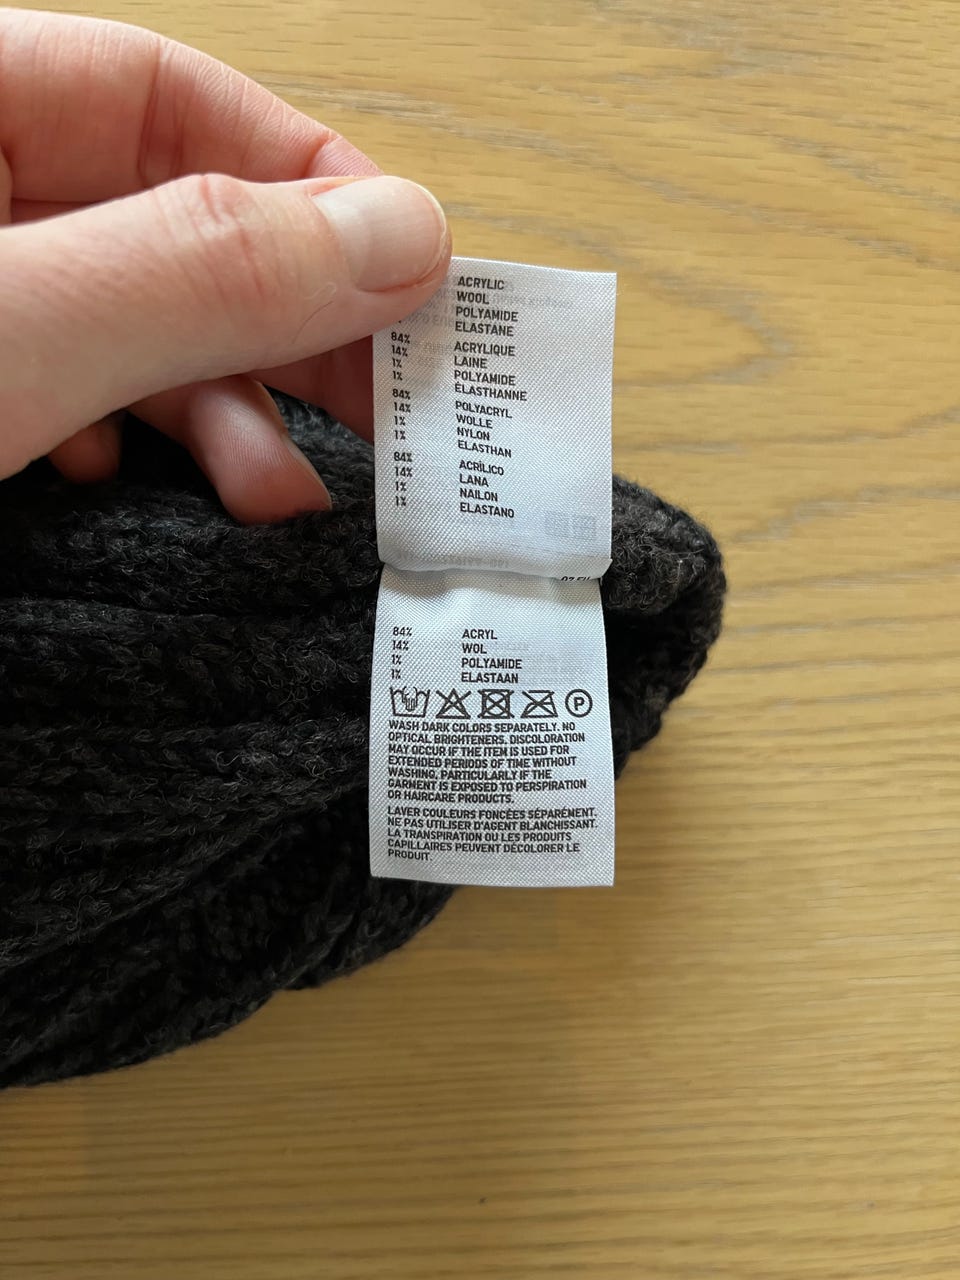 ACRYLIC
WOOL
POLYAMIDE
ELASTANE
84% ACRYLIQUE
14% LAINE
1% POLYAMIDE
1% ÉLASTHANNE
84% POLYACRYL
14% WOLLE
1% NYLON
1% ELASTHAN
84% ACRÍLICO
14% LANA
1% NAILON
1% ELASTANO
84% ACRYL
14% WOL
1% POLYAMIDE
1% ELASTAAN
P
WASH DARK COLORS SEPARATELY. NO
OPTICAL BRIGHTENERS. DISCOLORATION
MAY OCCUR IF THE ITEM IS USED FOR
EXTENDED PERIODS OF TIME WITHOUT
WASHING, PARTICULARLY IF THE
GARMENT IS EXPOSED TO PERSPIRATION
OR HAIRCARE PRODUCTS.
LAVER COULEURS FONCÉES SÉPARÉMENT.
NE PAS UTILISER D'AGENT BLANCHISSANT.
LA TRANSPIRATION OU LES PRODUITS
CAPILLAIRES PEUVENT DÉCOLORER LE
PRODUIT.